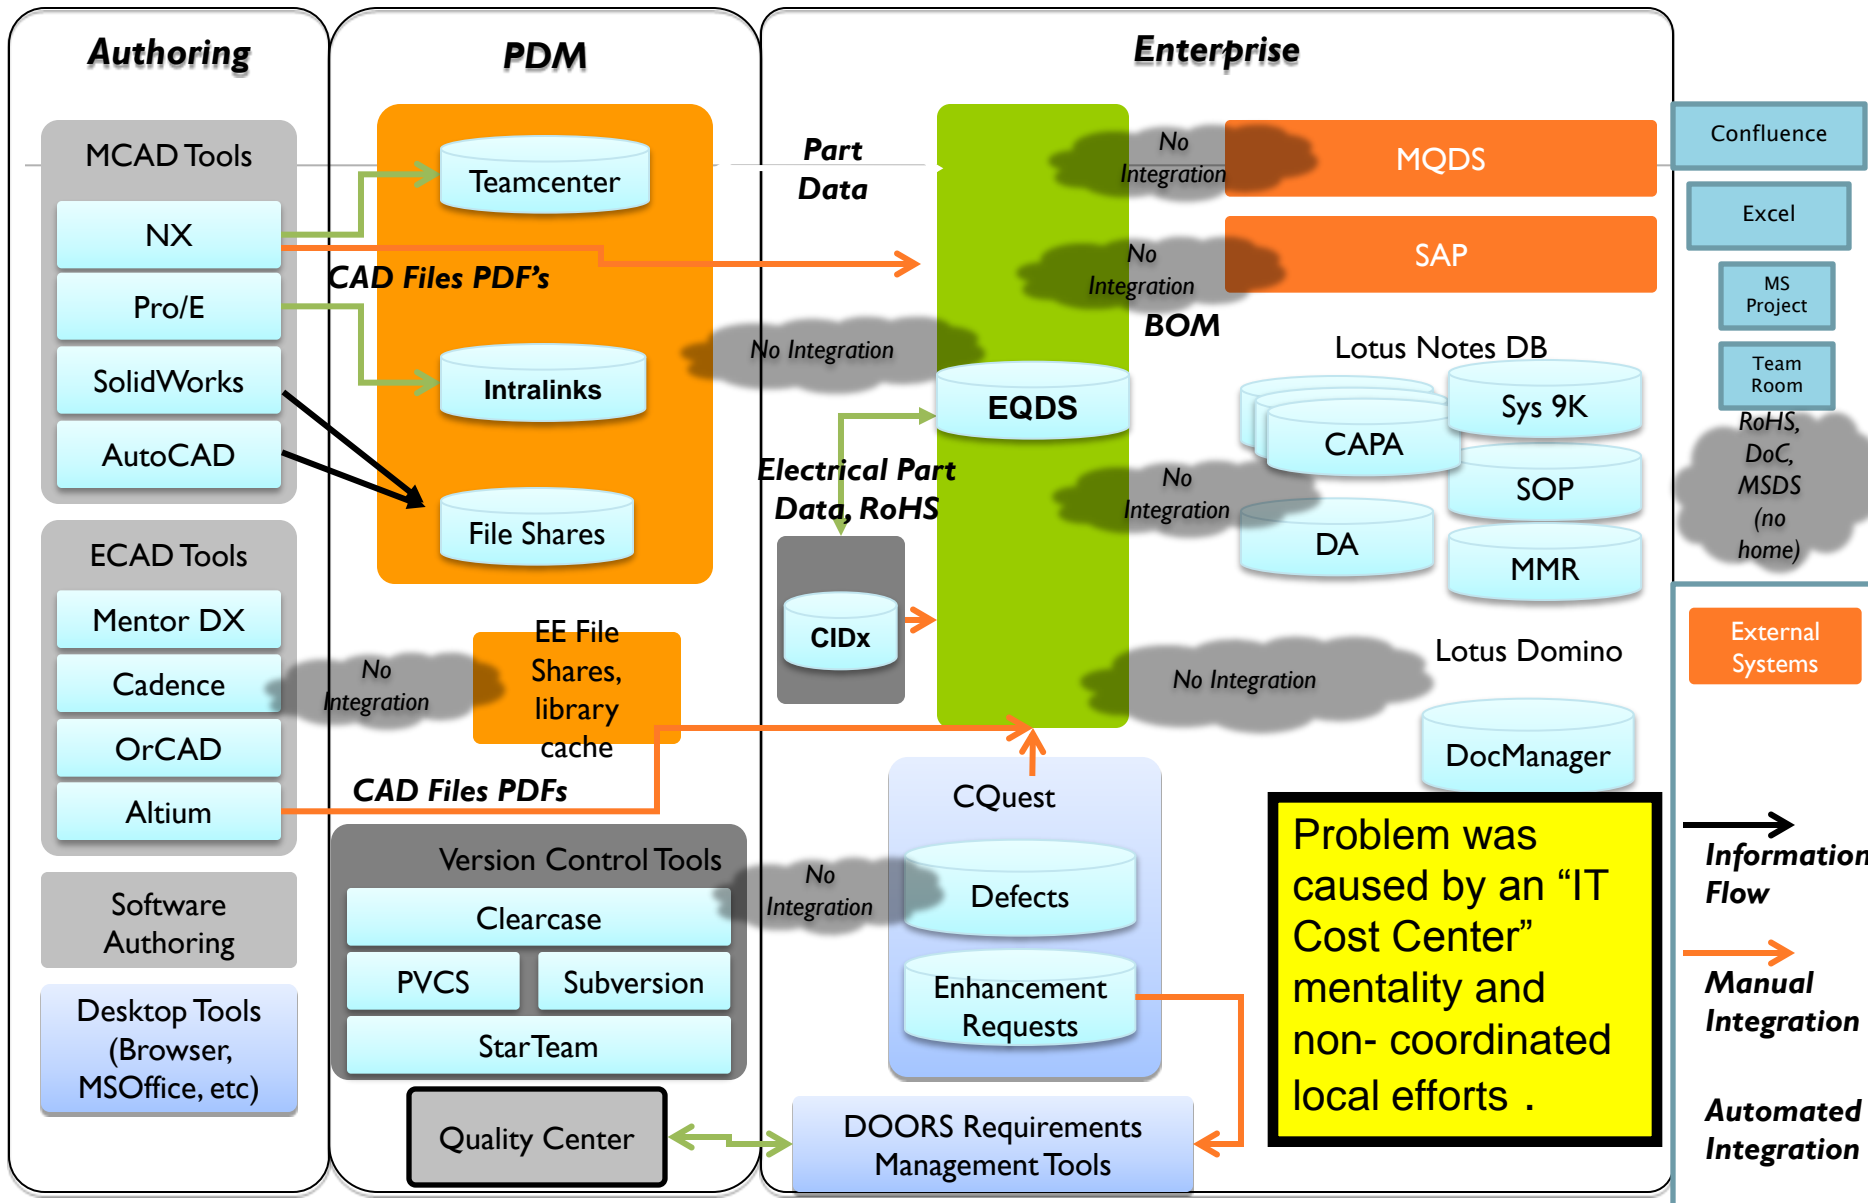 Authoring
PDM
Enterprise
MCAD Tools
NX
Pro/E
SolidWorks
AutoCAD
ECAD Tools
Mentor DX
Cadence
OrCAD
Altium
Software
Authoring
Desktop Tools
(Browser,
MSOffice, etc)
Teamcenter
CAD Files PDF's
Intralinks
File Shares
No
Integration
EE File
Shares,
library
cache
CAD Files PDFs
Version Control Tools
Clearcase
PVCS
Subversion
StarTeam
Quality Center
Part
Data
No Integration
EQDS
Electrical Part
Data, RoHS
CIDx
No
Integration
MQDS
No
Integration
SAP
BOM
Lotus Notes DB
Sys 9K
CAPA
No
Integration
SOP
DA
MMR
No Integration
Lotus Domino
DocManager
CQuest
No
Integration
Defects
Enhancement
Requests
DOORS Requirements
Management Tools
Problem was
caused by an “IT
Cost Center”
mentality and
non- coordinated
local efforts .
Confluence
Excel
MS
Project
Team
Room
RoHS,
DoC,
MSDS
(no
home)
External
Systems
Information
Flow
Manual
Integration
Automated
Integration